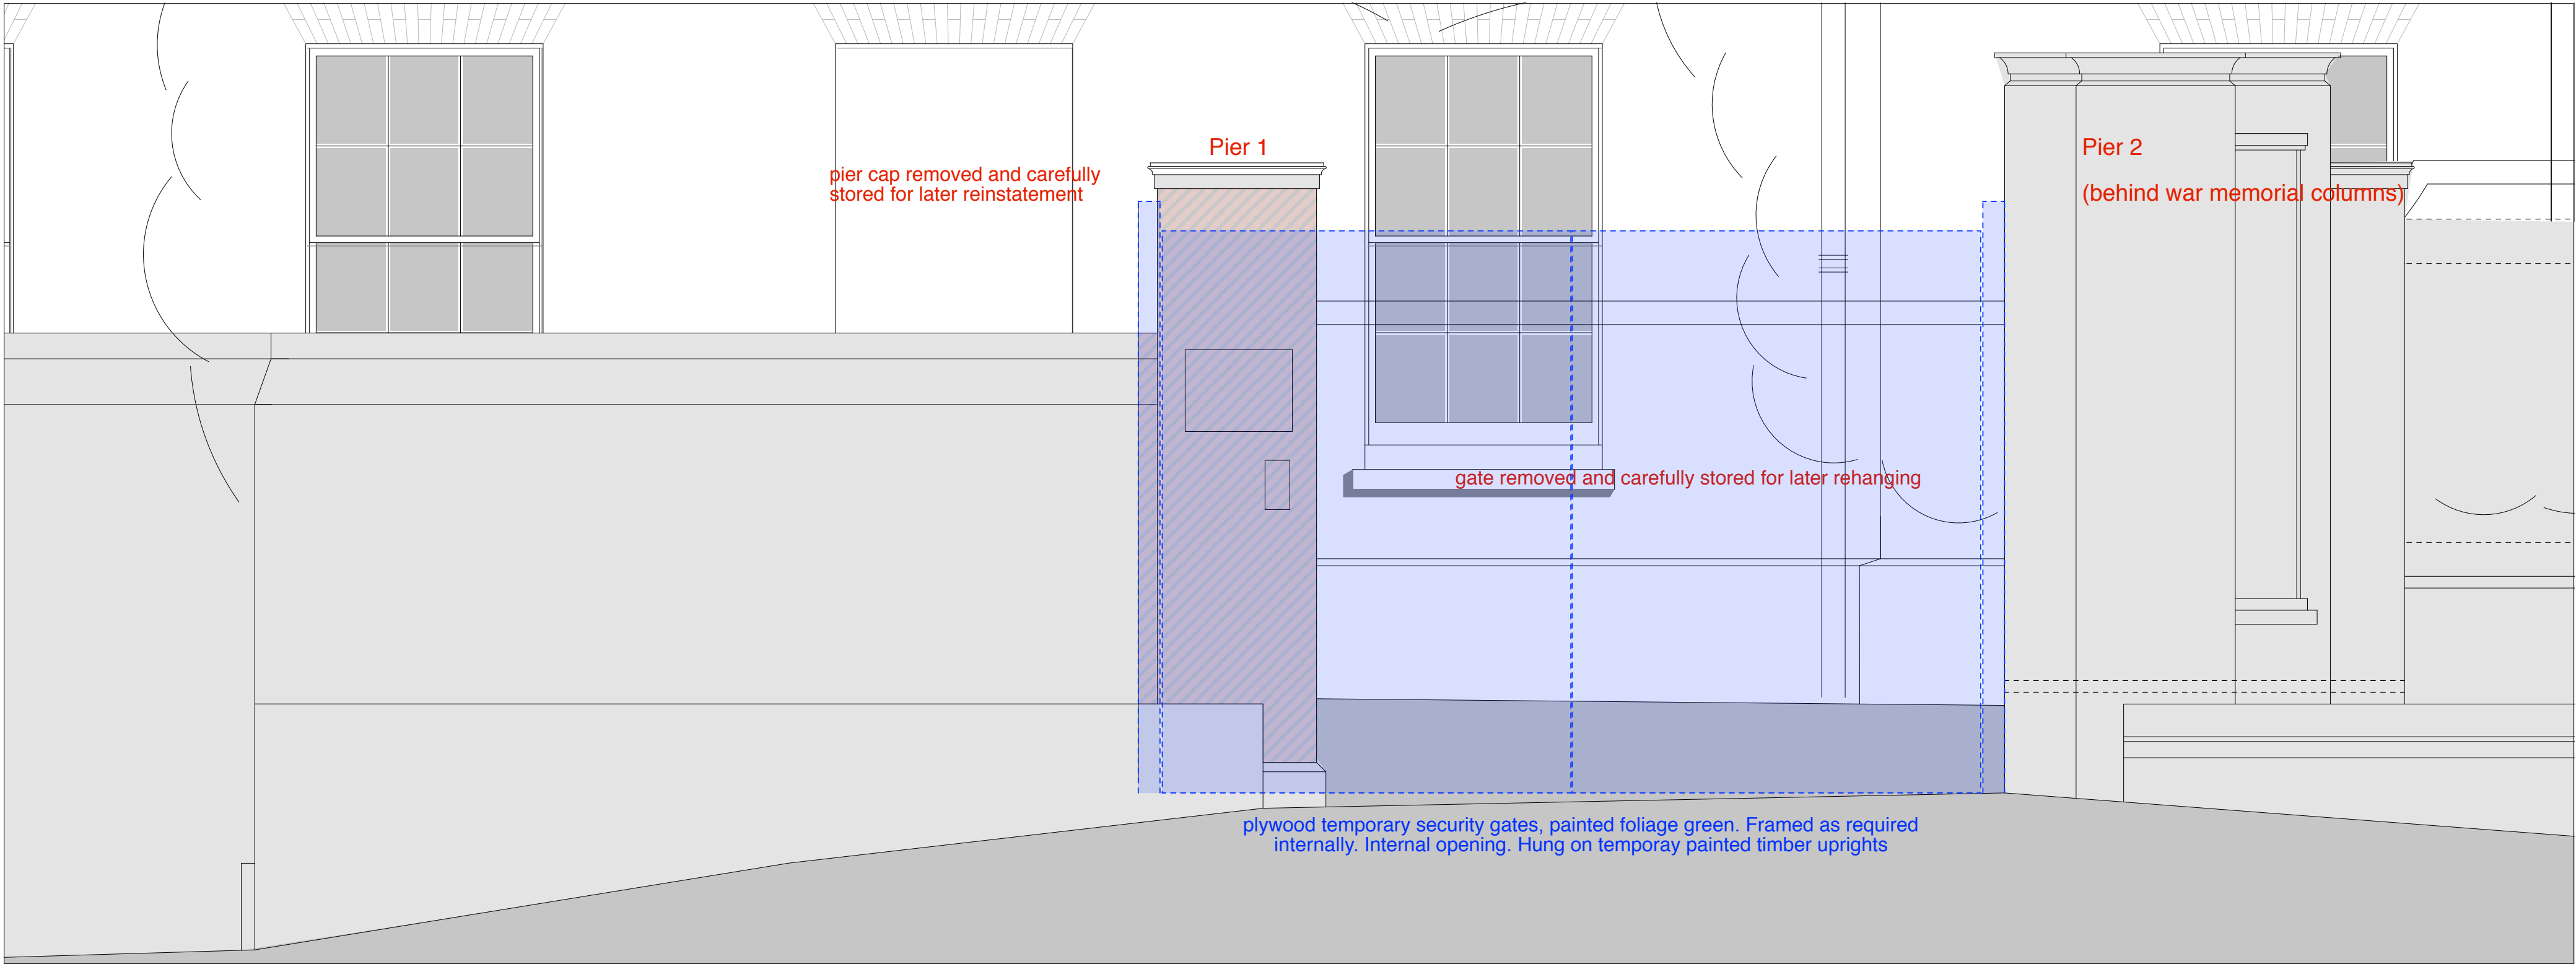 Pier 1
pier cap removed and carefully
stored for later reinstatement
Pier 2
(behind war memorial columns)
gate removed and carefully stored for later rehanging
plywood temporary security gates, painted foliage green. Framed as required
internally. Internal opening. Hung on temporay painted timber uprights